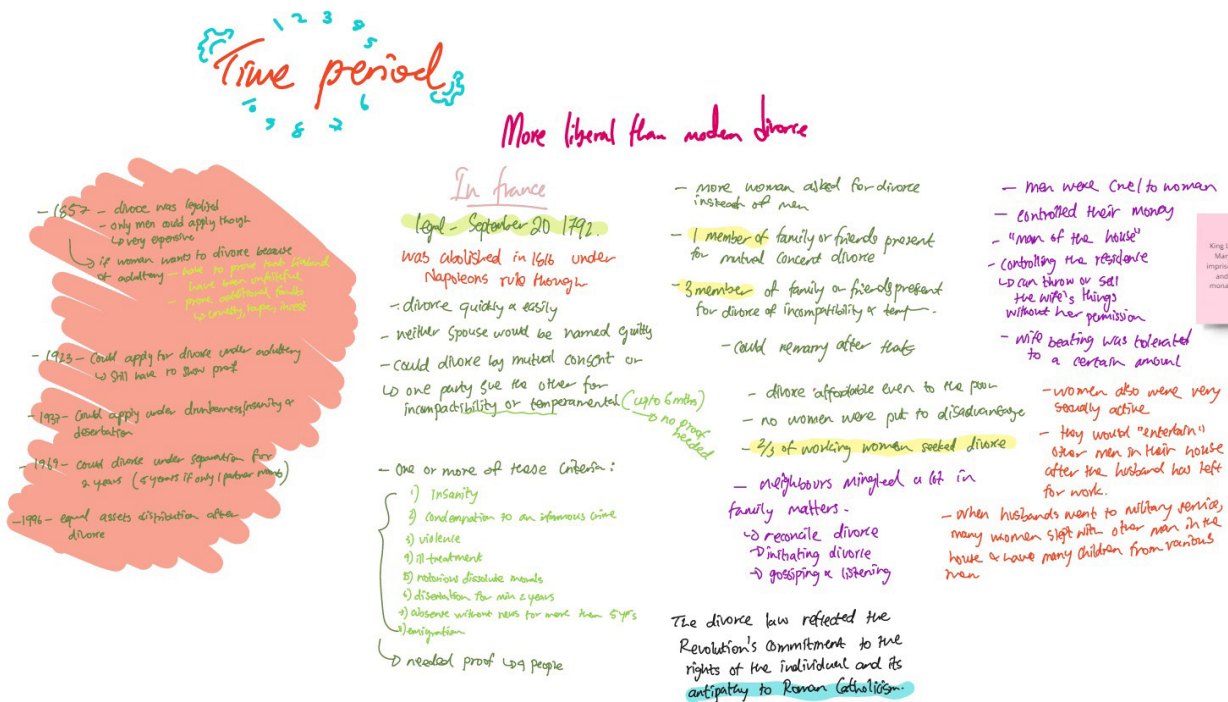 1 2 3 4 5
Time period
10 9 8 7 6
More liberal than modern divorce
- 1857 - divorce was legalized
- only men could apply though
↳ very expensive
↳ if woman wants to divorce because
of adultery - have to prove their husband
have been unfaithful
- prove additional faults
↳ cruelty, rape, incest
- 1923 - Could apply for divorce under adultery
↳ Still have to show proof.
- 1937 - Could apply under drunkenness, insanity &
desertation
- 1969 - could divorce under separation for
2 years (5 years if only 1 partner wants)
- 1996 - equal assets distribution after
divorce
In france
legal - September 20 1792.
was abolished in 1816 under
Napoleons rule though
- divorce quickly & easily
- neither spouse would be named guilty
- could divorce by mutual consent or
↳ one party sue the other for
incompatibility or temperamental (up to 6 mths)
→ no proof
needed
- One or more of these criteria:
1) Insanity
2) Condemnation to an infamous crime
3) violence
4) ill-treatment
5) notorious dissolute morals
6) disertation for min 2 years
7) absense without news for more than 5 yrs
8) emigration
↳ needed proof ↳ 9 people
- more woman asked for divorce
instead of men
- 1 member of family or friends present
for mutual concent divorce
- 3 member of family or friends present
for divorce of incompatibility &
- could remarry after that
- divorce affordable even to the poor
- no women were put to disadvantage
- 2/3 of working women seeked divorce
- neighbours mingled a lot in
family matters.
↳ reconcile divorce
→ initiating divorce
→ gossiping & listening
The divorce law reflected the
Revolution's commitment to the
rights of the individual and its
antipathy to Roman Catholicism.
- men were cruel to woman
- controlled their money
- "man of the house"
- controlling the residence
↳ can throw or sell
the wife's things
without her permission
- wife beating was tolerated
to a certain amount
- women also were very
sexually active
- they would "entertain"
other men in their house
after the husband has left
for work.
- When husbands went to military service,
many women slept with other man in the
house & have many children from various
men
King
impris
and
mona